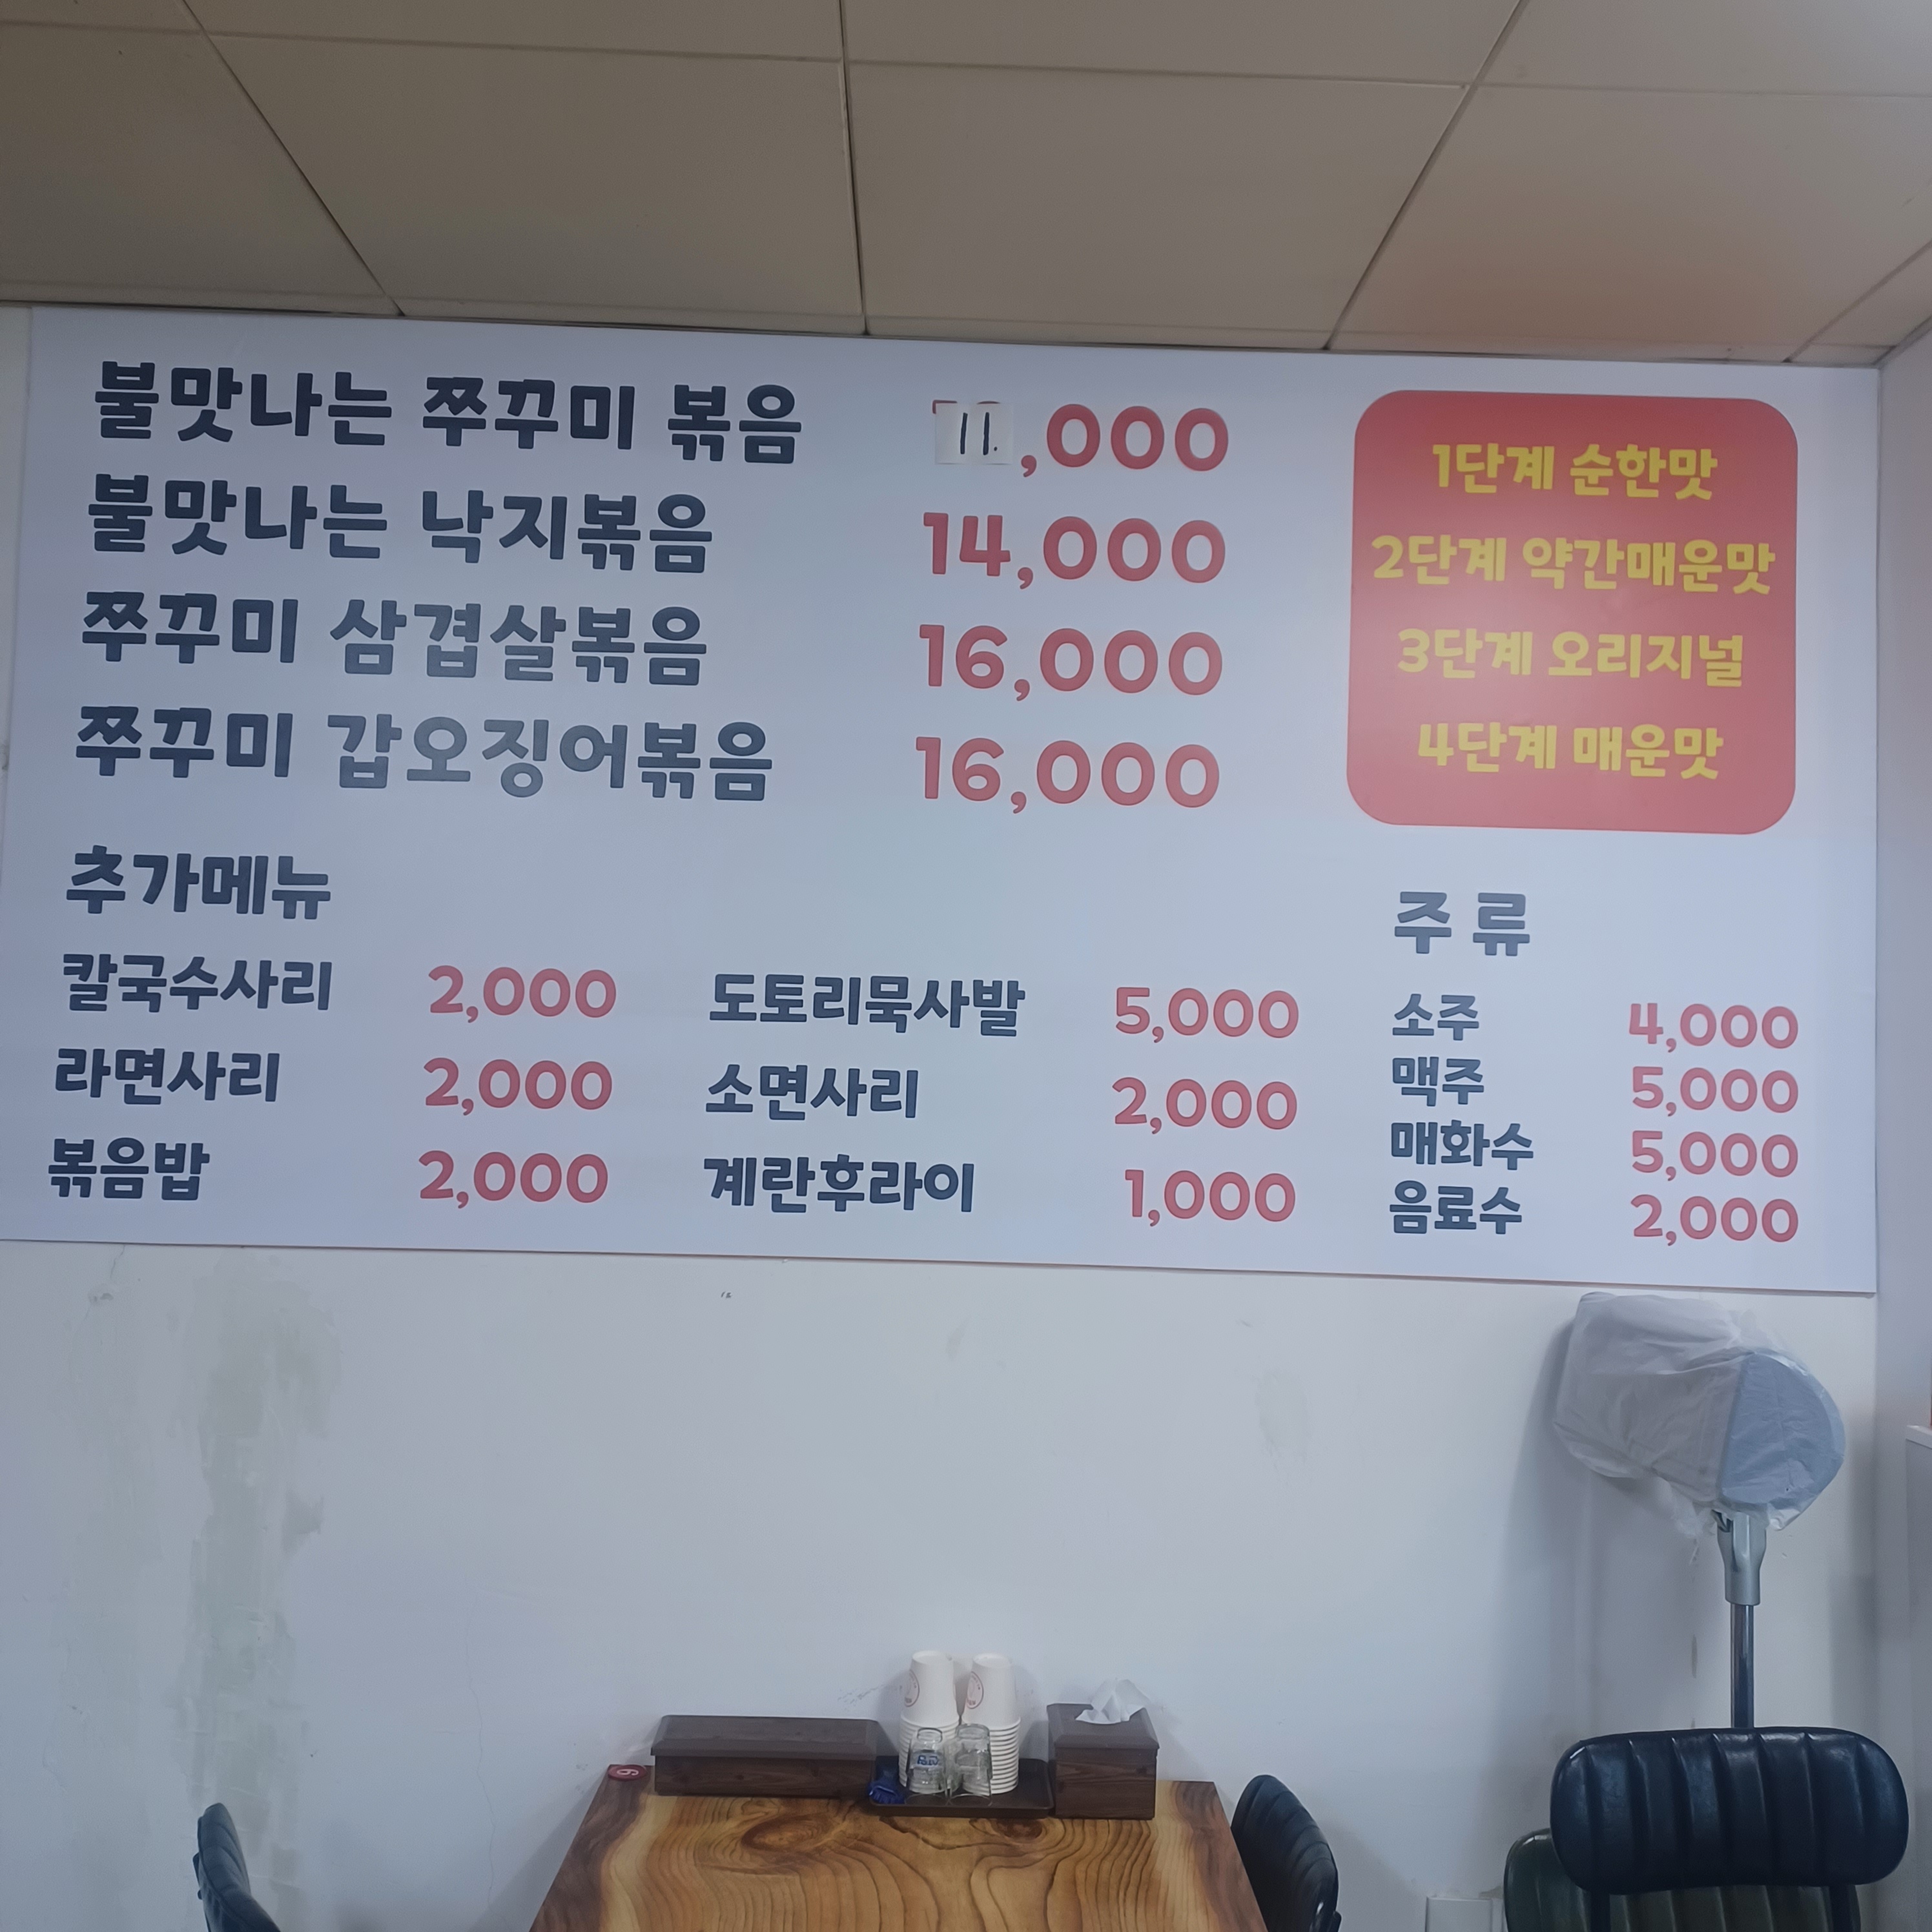 불맛나는 쭈꾸미 볶음 11.,000
불맛나는 낙지볶음 14,000
쭈꾸미 삼겹살볶음 16,000
쭈꾸미 갑오징어볶음 16,000
1단계 순한맛
2단계 약간매운맛
3단계 오리지널
4단계 매운맛
추가메뉴
칼국수사리 2,000
라면사리 2,000
볶음밥 2,000
도토리묵사발 5,000
소면사리 2,000
계란후라이 1,000
주 류
소주 4,000
맥주 5,000
매화수 5,000
음료수 2,000